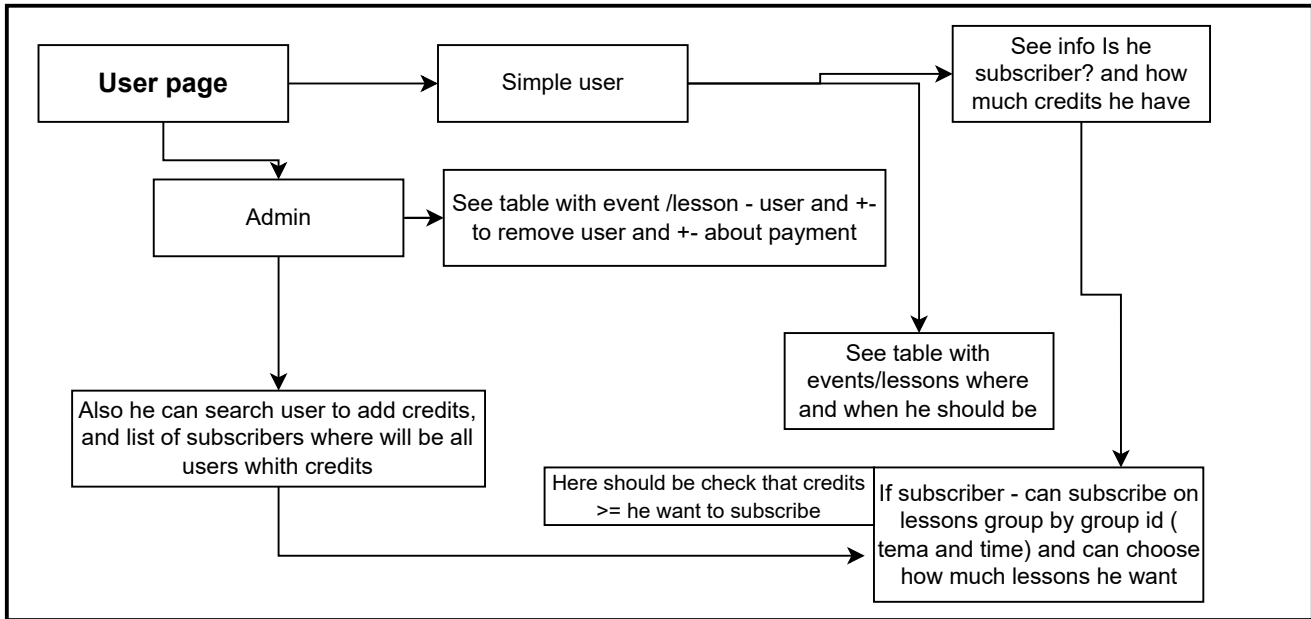 User page
Simple user
See info Is he
subscriber? and how
much credits he have
Admin
See table with event /lesson - user and +-
to remove user and +- about payment
See table with
events/lessons where
and when he should be
Also he can search user to add credits,
and list of subscribers where will be all
users whith credits
Here should be check that credits
>= he want to subscribe
If subscriber - can subscribe on
lessons group by group id (
tema and time) and can choose
how much lessons he want